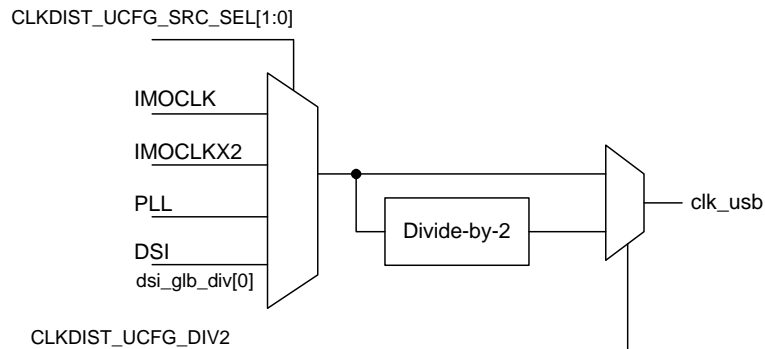 CLKDIST_UCFG_SRC_SEL[1:0]
IMOCLK
IMOCLKX2
PLL
DSI
dsi_glb_div[0]
Divide-by-2
clk_usb
CLKDIST_UCFG_DIV2